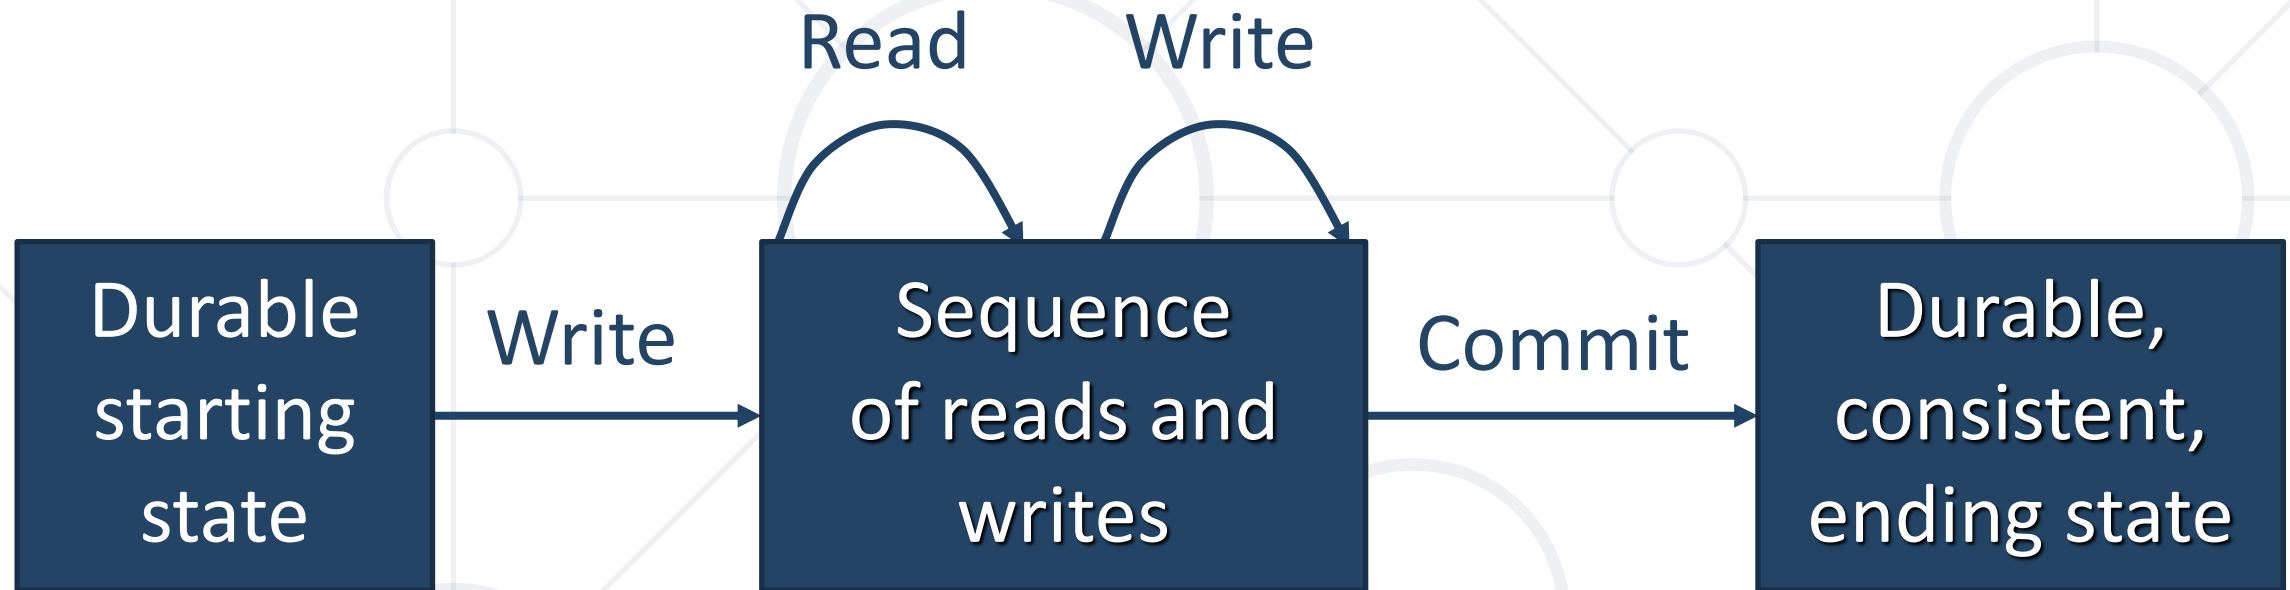 Read
Write
Durable
starting
state
Write
Sequence
of reads and
writes
Commit
Durable,
consistent,
ending state